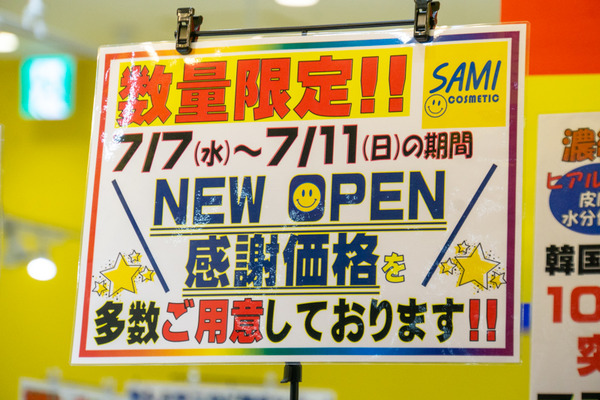 数量限定!!
SAMI
COSMETIC
7/7(水)～7/11(日)の期間
NEW OPEN
感謝価格を
多数ご用意しております!!
濃
ヒアル
皮
水分
韓国
10